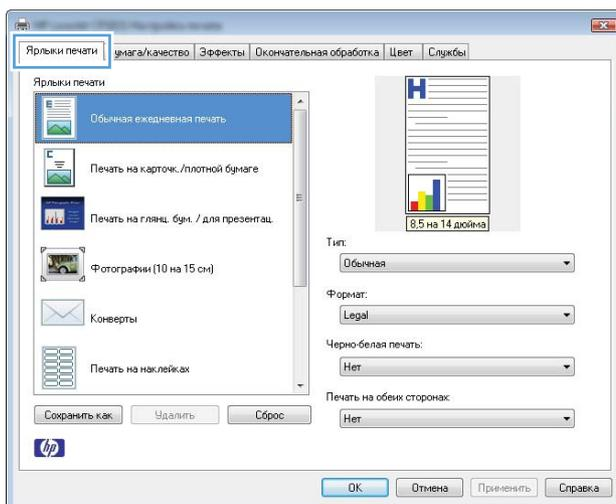 Ярлыки печати
умага/качество
Эффекты
Окончательная обработка
Цвет
Службы
Ярлыки печати
Обычная ежедневная печать
Печать на карточк./плотной бумаге
Печать на глянц. бум. / для презентац.
Фотографии (10 на 15 см)
Конверты
Печать на наклейках
Сохранить как
Удалить
Сброс
hp
8,5 на 14 дюйма
Тип:
Обычная
Формат:
Legal
Черно-белая печать:
Нет
Печать на обеих сторонах:
Нет
OK
Отмена
Применить
Справка